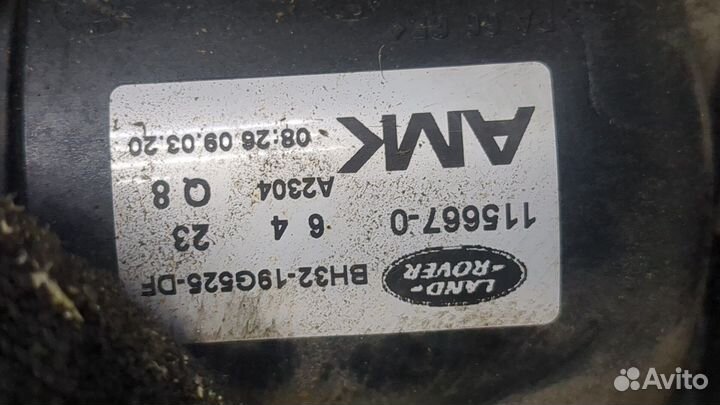 LAND-
-ROVER
BH32-19G525-DF
115667-0
6 4
23
A2304
Q 8
AMK
08:26 09.03.20
Avito